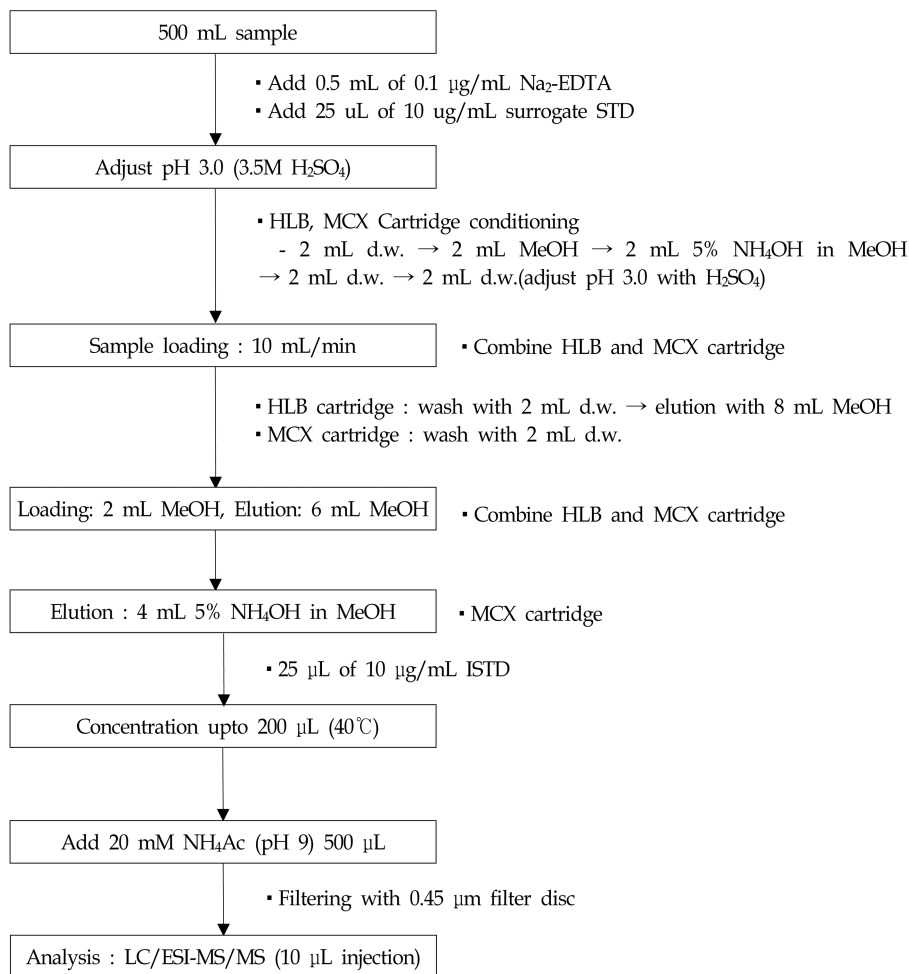 500 mL sample
▪ Add 0.5 mL of 0.1 μg/mL Na₂-EDTA
▪ Add 25 uL of 10 ug/mL surrogate STD
Adjust pH 3.0 (3.5M H₂SO₄)
▪ HLB, MCX Cartridge conditioning
- 2 mL d.w. → 2 mL MeOH → 2 mL 5% NH₄OH in MeOH
→ 2 mL d.w. → 2 mL d.w.(adjust pH 3.0 with H₂SO₄)
Sample loading : 10 mL/min
▪ Combine HLB and MCX cartridge
▪ HLB cartridge : wash with 2 mL d.w. → elution with 8 mL MeOH
▪ MCX cartridge : wash with 2 mL d.w.
Loading: 2 mL MeOH, Elution: 6 mL MeOH
▪ Combine HLB and MCX cartridge
Elution : 4 mL 5% NH₄OH in MeOH
▪ MCX cartridge
▪ 25 μL of 10 μg/mL ISTD
Concentration upto 200 μL (40℃)
Add 20 mM NH₄Ac (pH 9) 500 μL
▪ Filtering with 0.45 μm filter disc
Analysis : LC/ESI-MS/MS (10 μL injection)